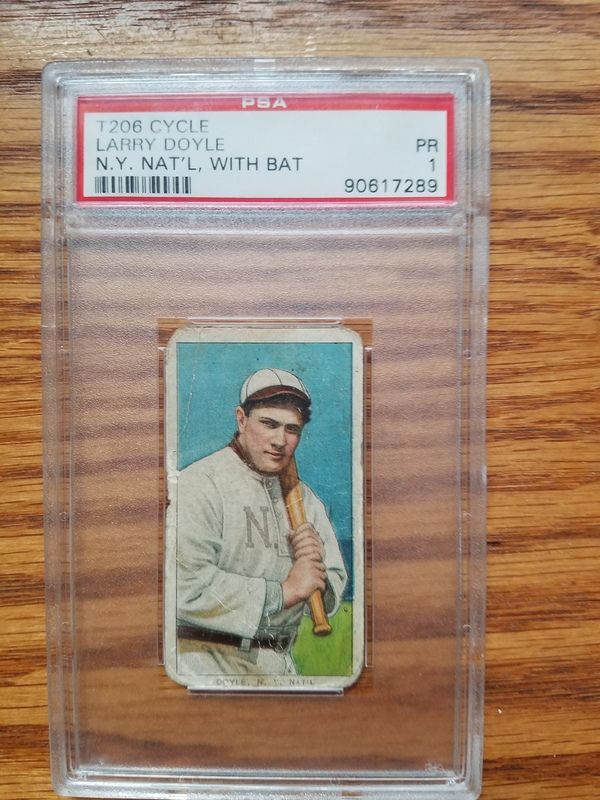 PSA
T206 CYCLE
LARRY DOYLE PR
N.Y. NAT'L, WITH BAT 1
90617289
N.
DOYLE, N. Y. NAT'L